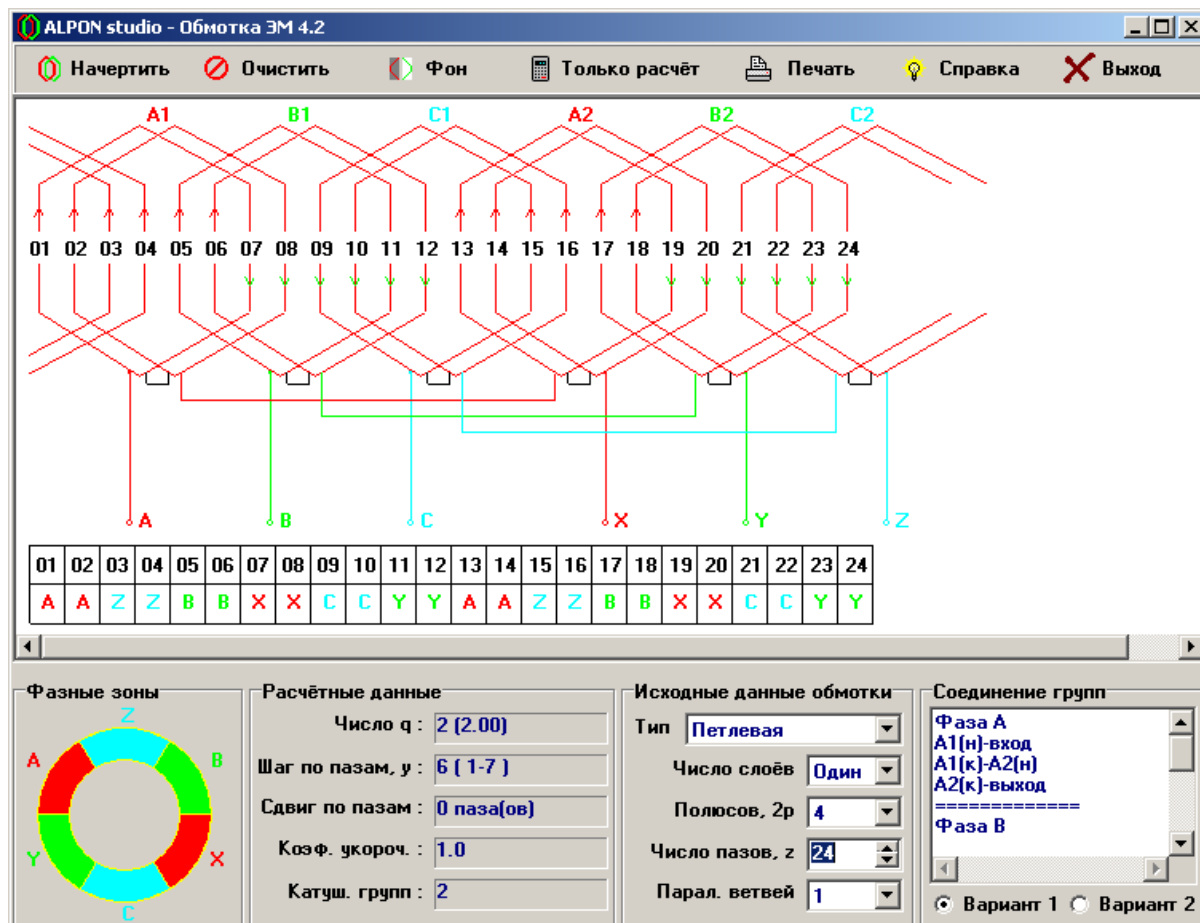 ALPON studio - Обмотка ЭМ 4.2
Начертить Очистить Фон Только расчёт Печать Справка Выход
A1 B1 C1 A2 B2 C2
01 02 03 04 05 06 07 08 09 10 11 12 13 14 15 16 17 18 19 20 21 22 23 24
A B C X Y Z
01 02 03 04 05 06 07 08 09 10 11 12 13 14 15 16 17 18 19 20 21 22 23 24
A A Z Z B B X X C C Y Y A A Z Z B B X X C C Y Y
Фазные зоны
Z
A B
Y X
C
Расчётные данные
Число q : 2 (2.00)
Шаг по пазам, y : 6 ( 1-7 )
Сдвиг по пазам : 0 паза(ов)
Коэф. укороч. : 1.0
Катуш. групп : 2
Исходные данные обмотки
Тип Петлевая
Число слоёв Один
Полюсов, 2p 4
Число пазов, z 24
Парал. ветвей 1
Соединение групп
Фаза А
А1(н)-вход
А1(к)-А2(н)
А2(к)-выход
=============
Фаза В
Вариант 1 Вариант 2